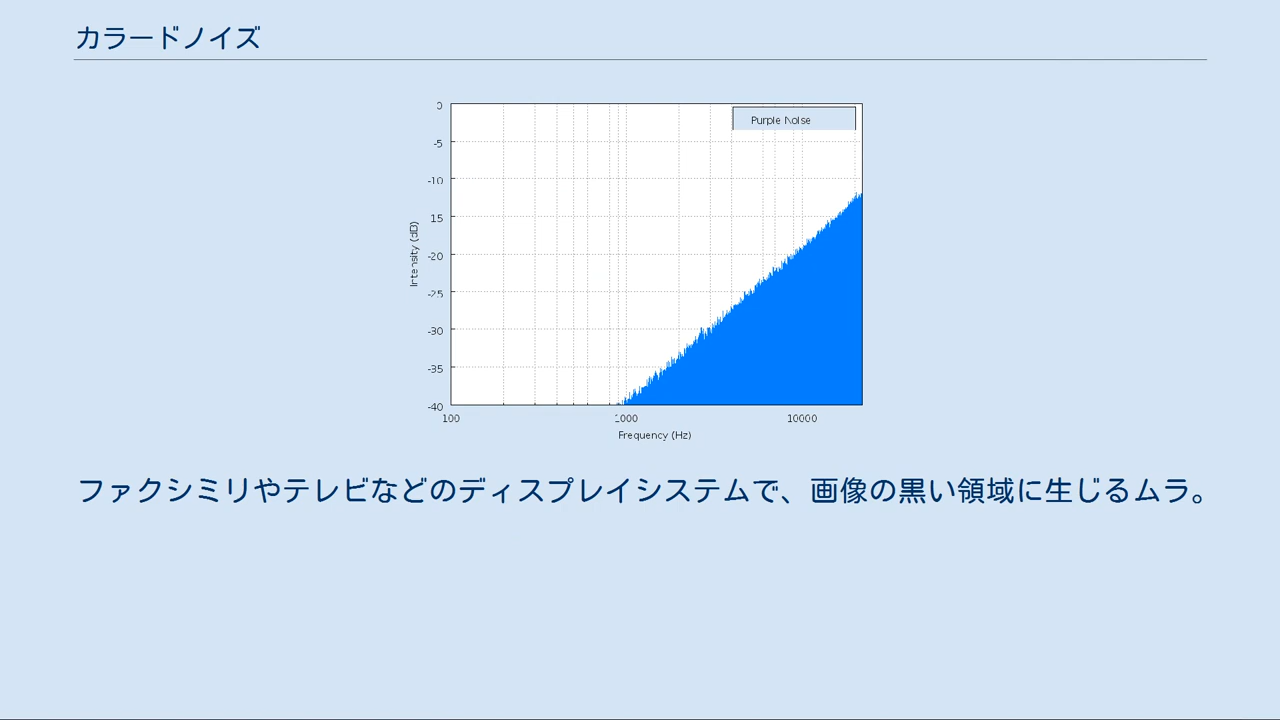 カラードノイズ
Purple Noise
0
-5
-10
15
-20
-25
-30
-35
-40
Intensity (dB)
100
1000
10000
Frequency (Hz)
ファクシミリやテレビなどのディスプレイシステムで、画像の黒い領域に生じるムラ。